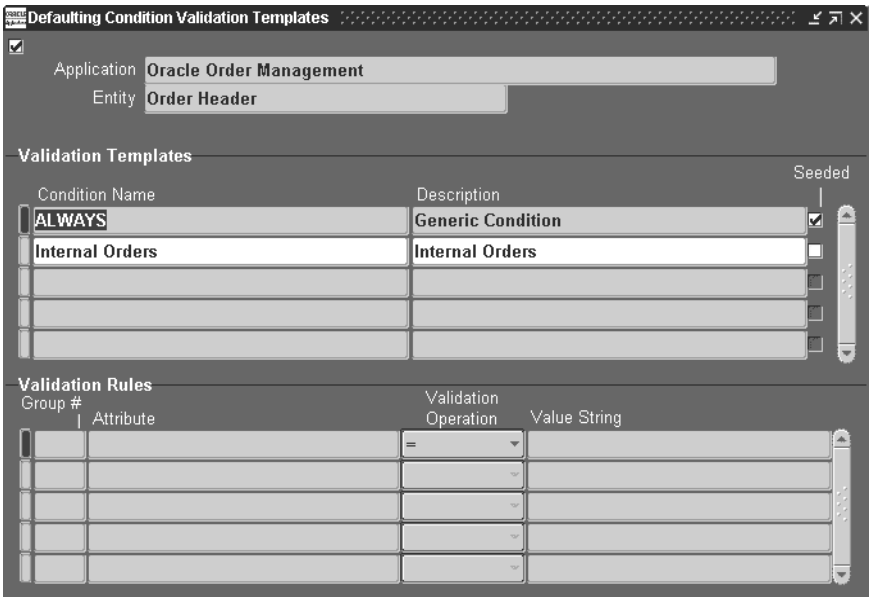 Defaulting Condition Validation Templates
Application Oracle Order Management
Entity Order Header
Validation Templates
Seeded
Condition Name Description
ALWAYS Generic Condition
Internal Orders Internal Orders
Validation Rules
Group # Attribute Validation Operation Value String
=